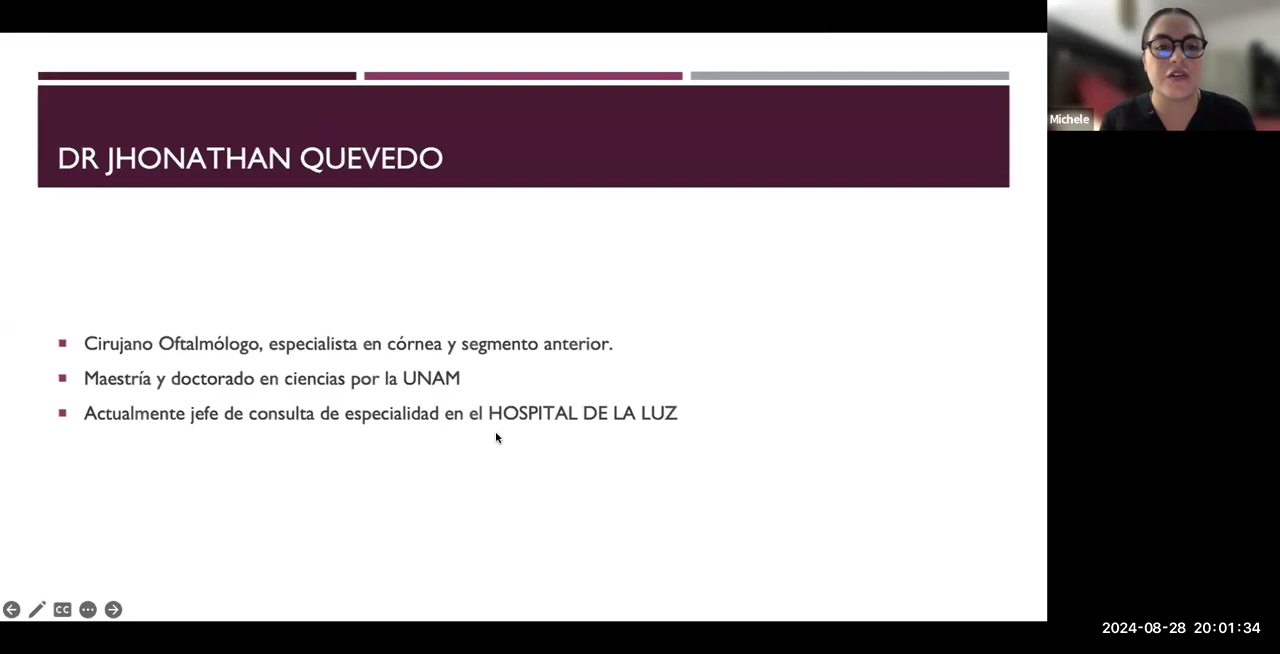 DR JHONATHAN QUEVEDO
Cirujano Oftalmólogo, especialista en córnea y segmento anterior.
Maestría y doctorado en ciencias por la UNAM
Actualmente jefe de consulta de especialidad en el HOSPITAL DE LA LUZ
Michele
CC
2024-08-28 20:01:34